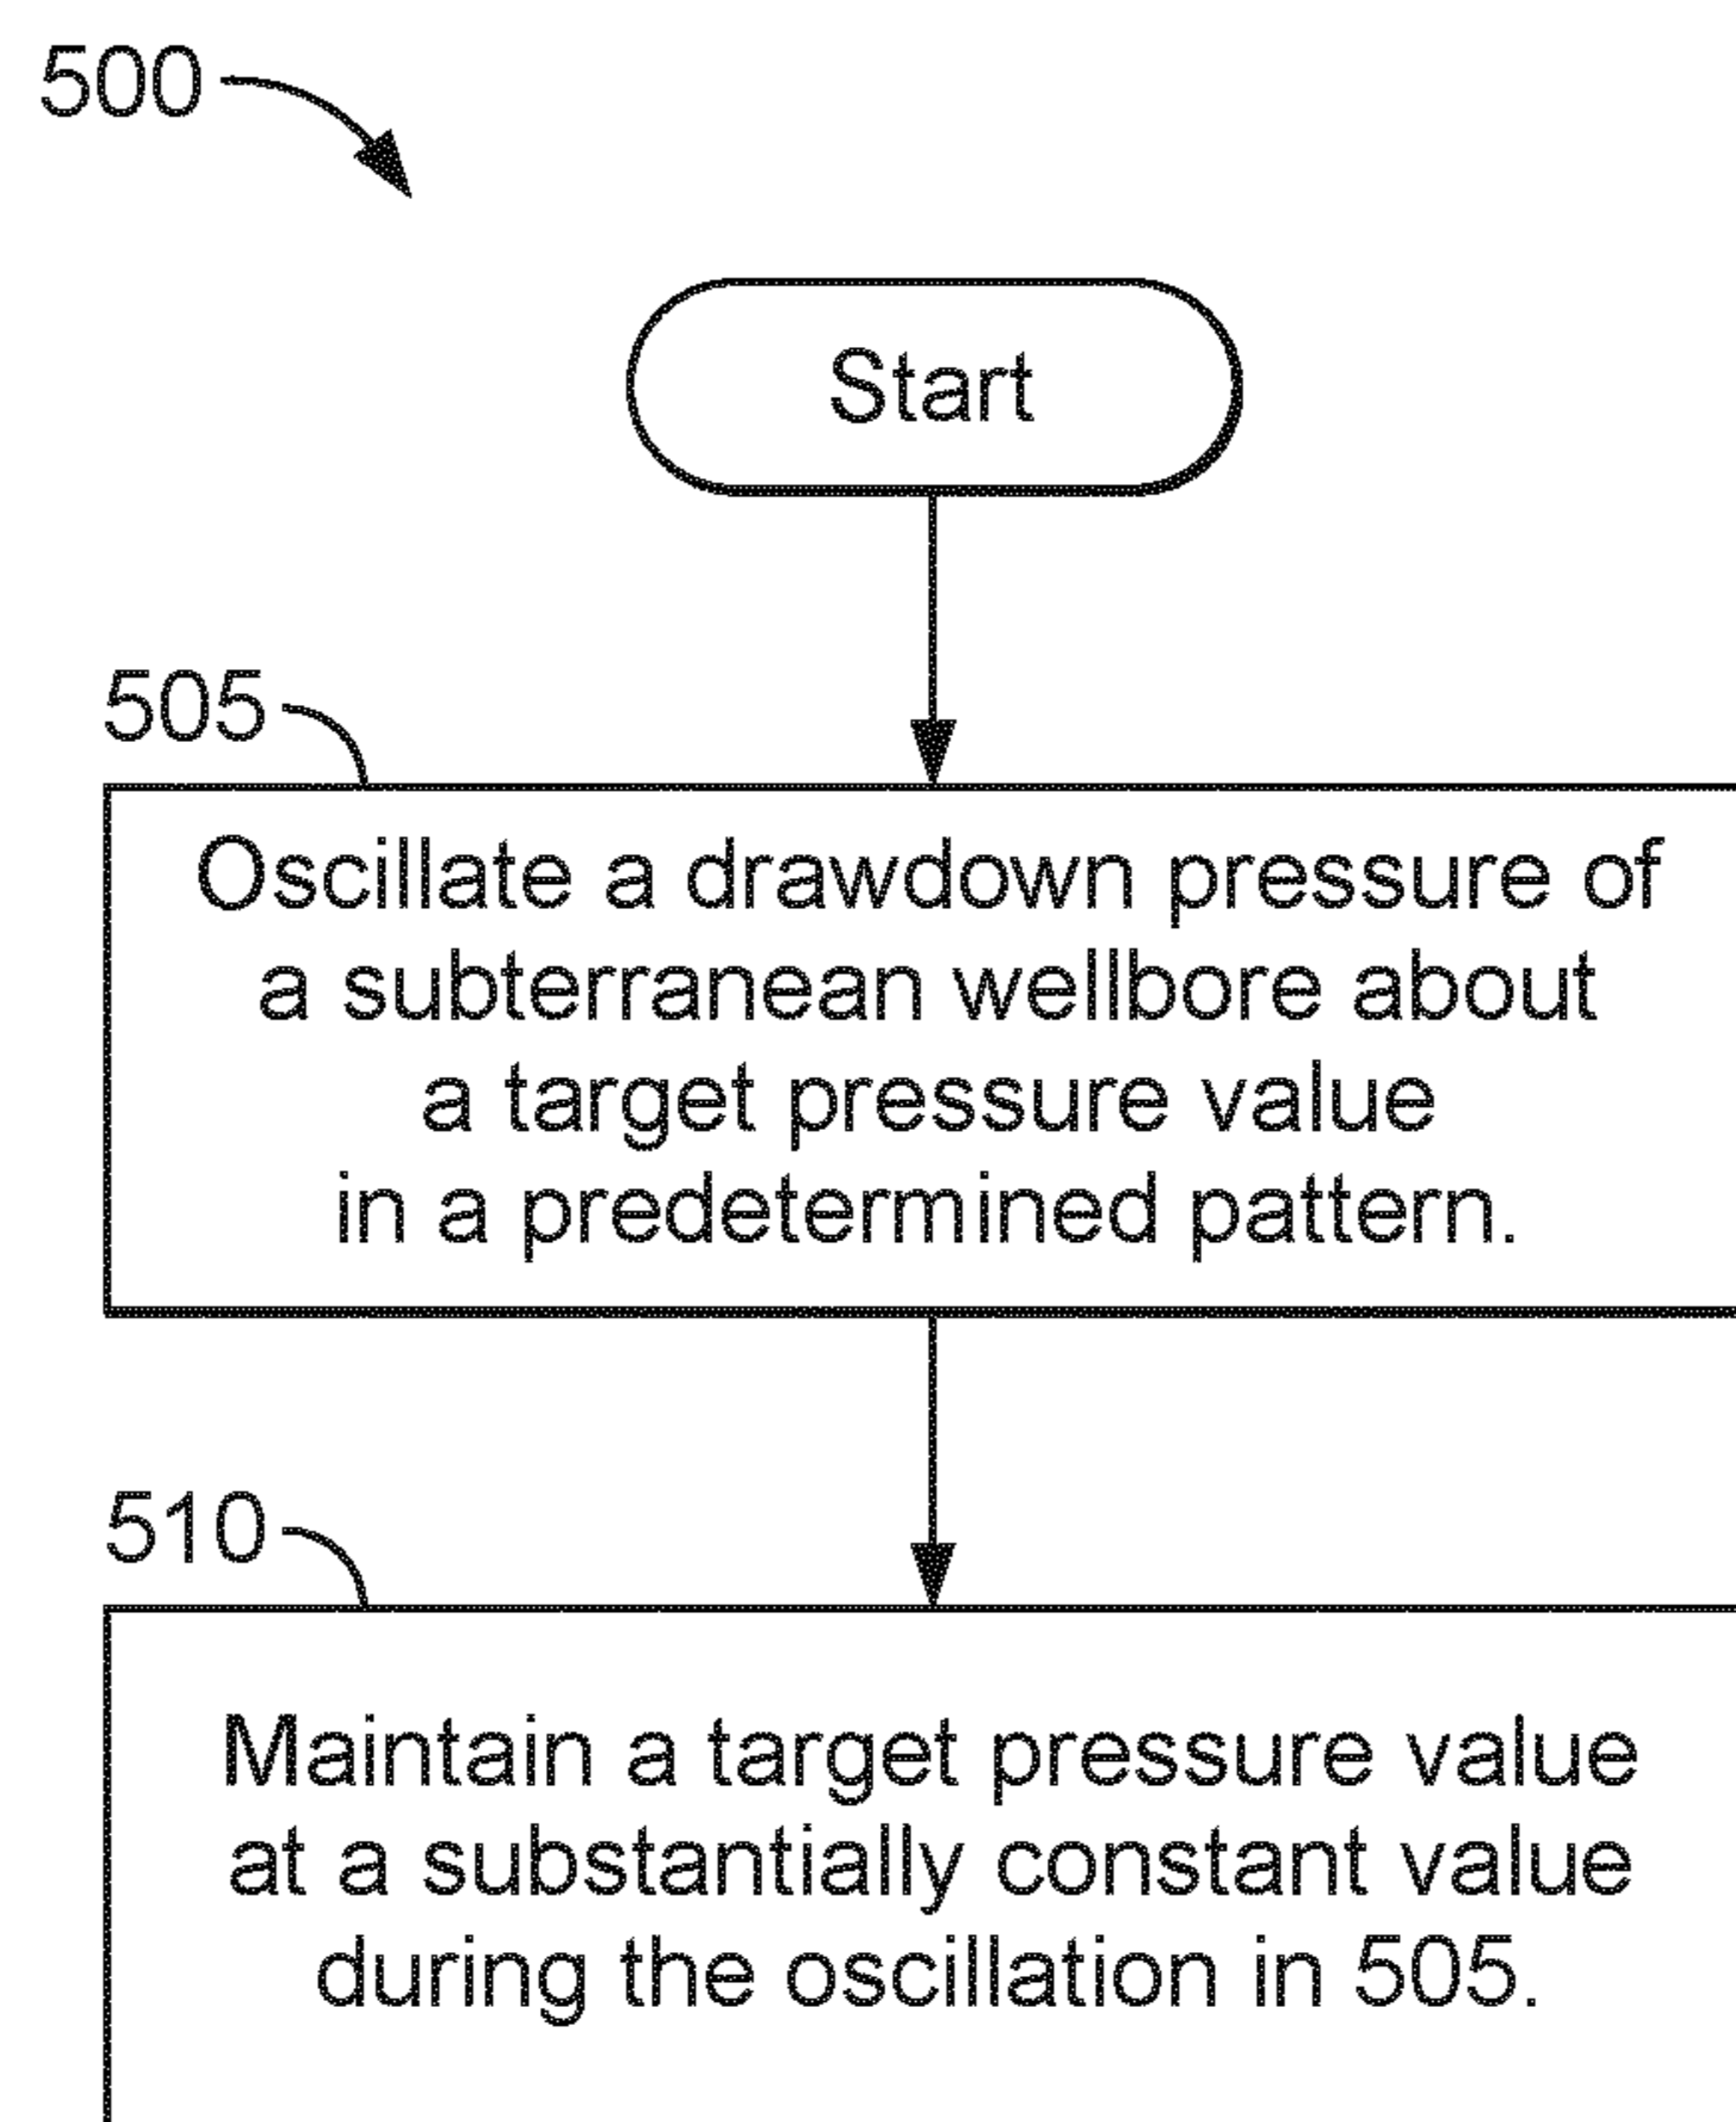 500
Start
505
Oscillate a drawdown pressure of
a subterranean wellbore about
a target pressure value
in a predetermined pattern.
510
Maintain a target pressure value
at a substantially constant value
during the oscillation in 505.